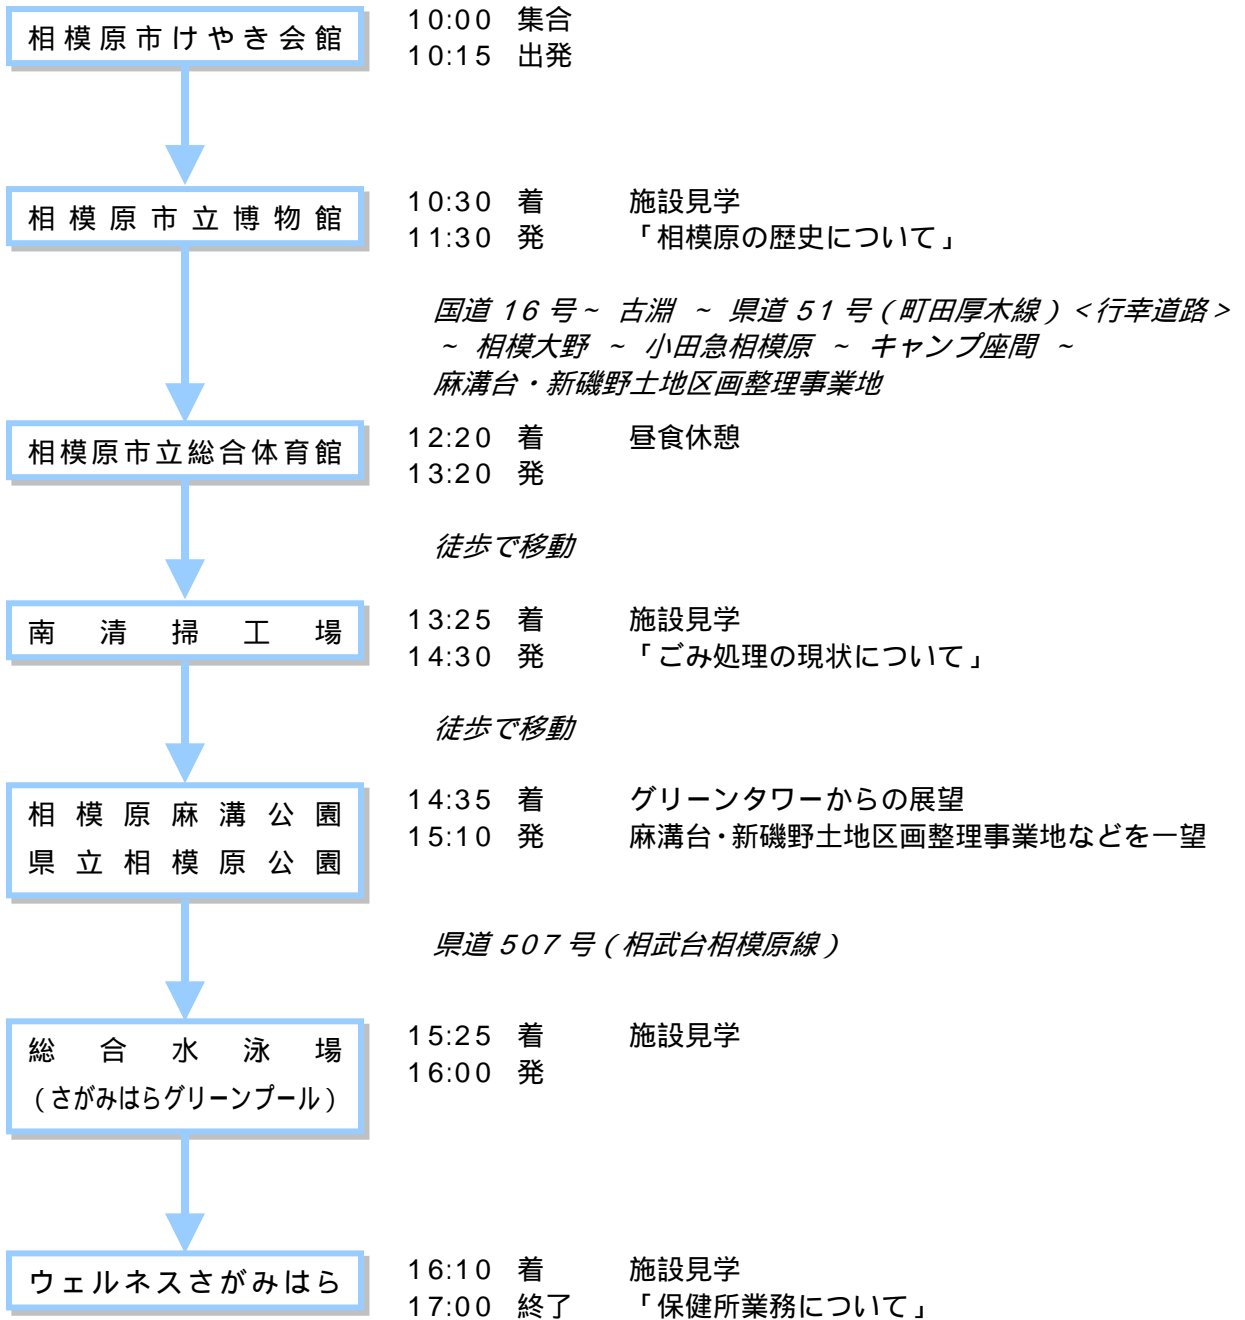 相模原市けやき会館
10:00 集合
10:15 出発
相模原市立博物館
10:30 着 施設見学
11:30 発 「相模原の歴史について」
国道16号~ 古淵 ~ 県道51号(町田厚木線)<行幸道路>
~ 相模大野 ~ 小田急相模原 ~ キャンプ座間 ~
麻溝台・新磯野土地区画整理事業地
相模原市立総合体育館
12:20 着 昼食休憩
13:20 発
徒歩で移動
南清掃工場
13:25 着 施設見学
14:30 発 「ごみ処理の現状について」
徒歩で移動
相模原麻溝公園
県立相模原公園
14:35 着 グリーンタワーからの展望
15:10 発 麻溝台・新磯野土地区画整理事業地などを一望
県道507号(相武台相模原線)
総合水泳場
(さがみはらグリーンプール)
15:25 着 施設見学
16:00 発
ウェルネスさがみはら
16:10 着 施設見学
17:00 終了 「保健所業務について」